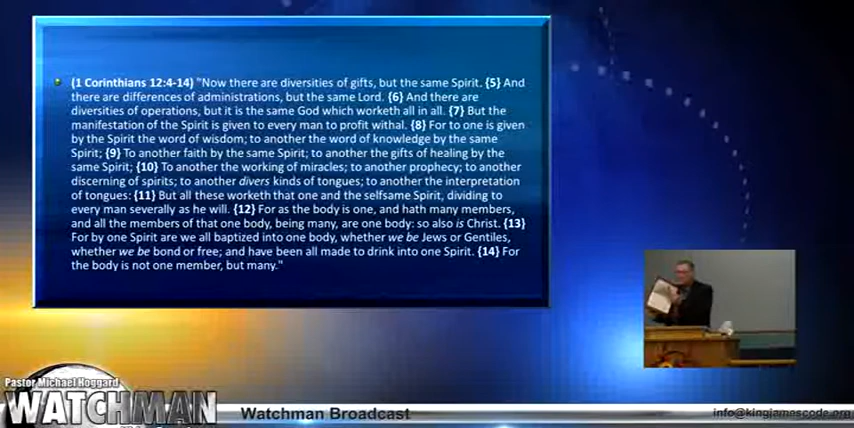 (1 Corinthians 12:4-14) "Now there are diversities of gifts, but the same Spirit. {5} And
there are differences of administrations, but the same Lord. {6} And there are
diversities of operations, but it is the same God which worketh all in all. {7} But the
manifestation of the Spirit is given to every man to profit withal. {8} For to one is given
by the Spirit the word of wisdom; to another the word of knowledge by the same
Spirit; {9} To another faith by the same Spirit; to another the gifts of healing by the
same Spirit; {10} To another the working of miracles; to another prophecy; to another
discerning of spirits; to another divers kinds of tongues; to another the interpretation
of tongues: {11} But all these worketh that one and the selfsame Spirit, dividing to
every man severally as he will. {12} For as the body is one, and hath many members,
and all the members of that one body, being many, are one body: so also is Christ. {13}
For by one Spirit are we all baptized into one body, whether we be Jews or Gentiles,
whether we be bond or free; and have been all made to drink into one Spirit. {14} For
the body is not one member, but many."
Pastor Michael Hoggard
WATCHMAN
Watchman Broadcast
info@kingjamescode.org